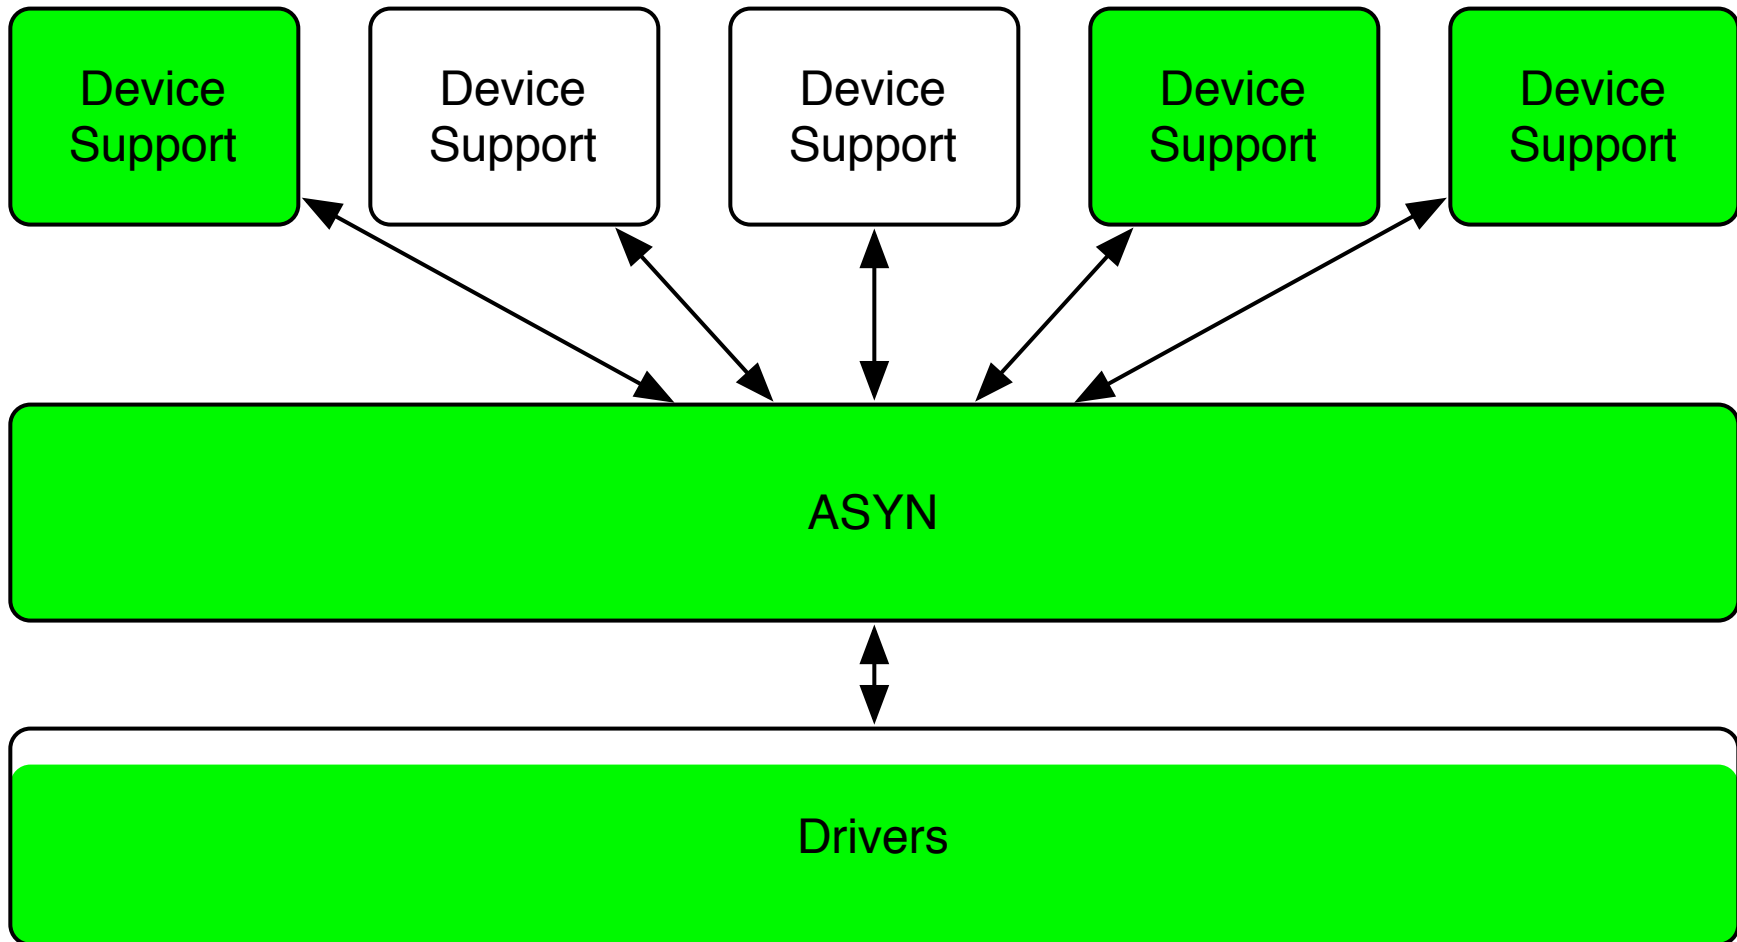 Device
Support
Device
Support
Device
Support
Device
Support
Device
Support
ASYN
Drivers